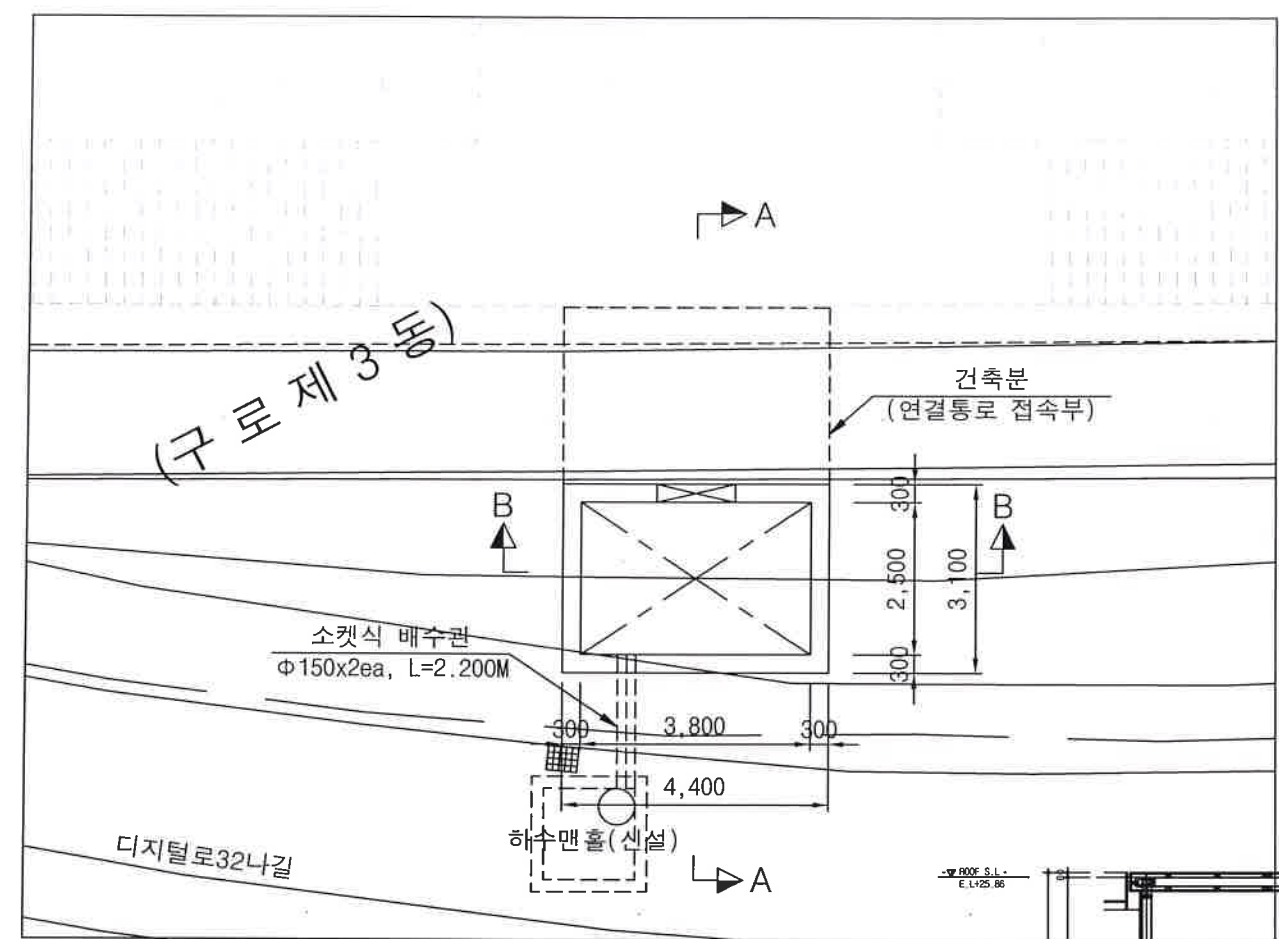 A
(구 로 제 3 동)
건축분
(연결통로 접속부)
B
B
300
2,500
3,100
300
소켓식 배수관
Φ150x2ea, L=2.200M
300
3,800
300
4,400
하수맨홀(신설)
디지털로32나길
A
ROOF S.L
E.L+25.86